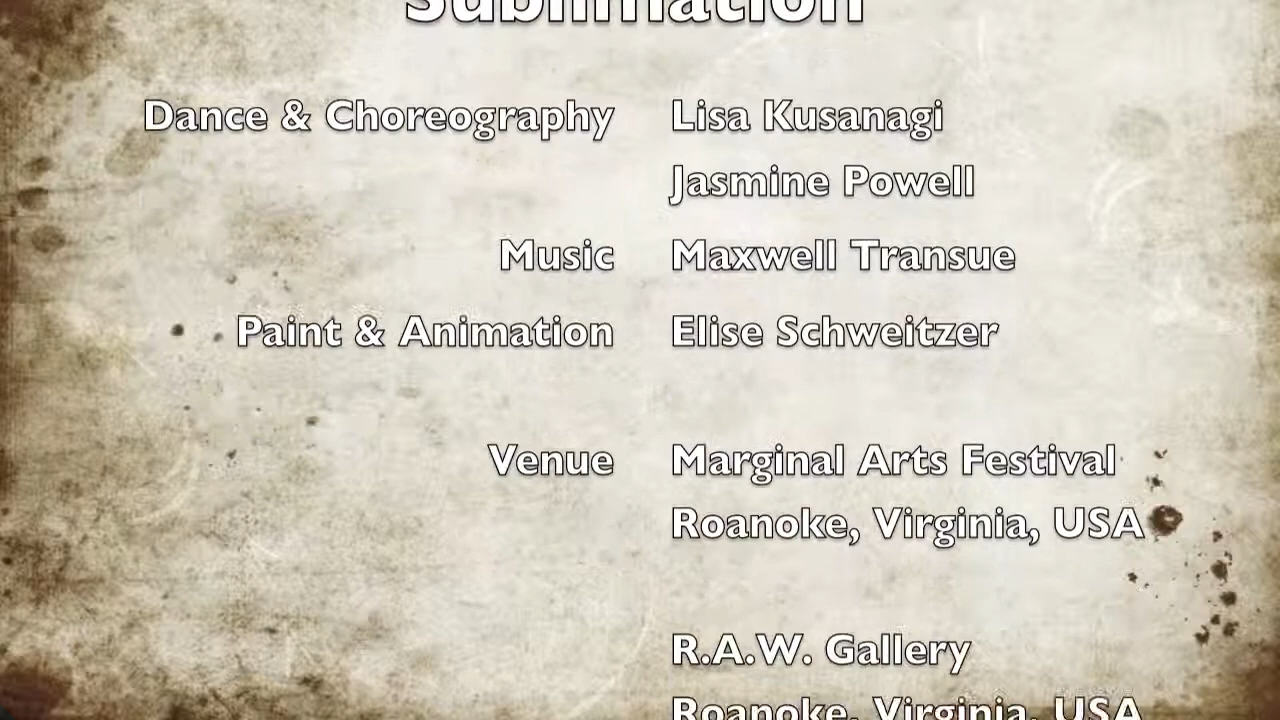 Sublimation
Dance & Choreography Lisa Kusanagi
Jasmine Powell
Music Maxwell Transue
Paint & Animation Elise Schweitzer
Venue Marginal Arts Festival
Roanoke, Virginia, USA
R.A.W. Gallery
Roanoke, Virginia, USA